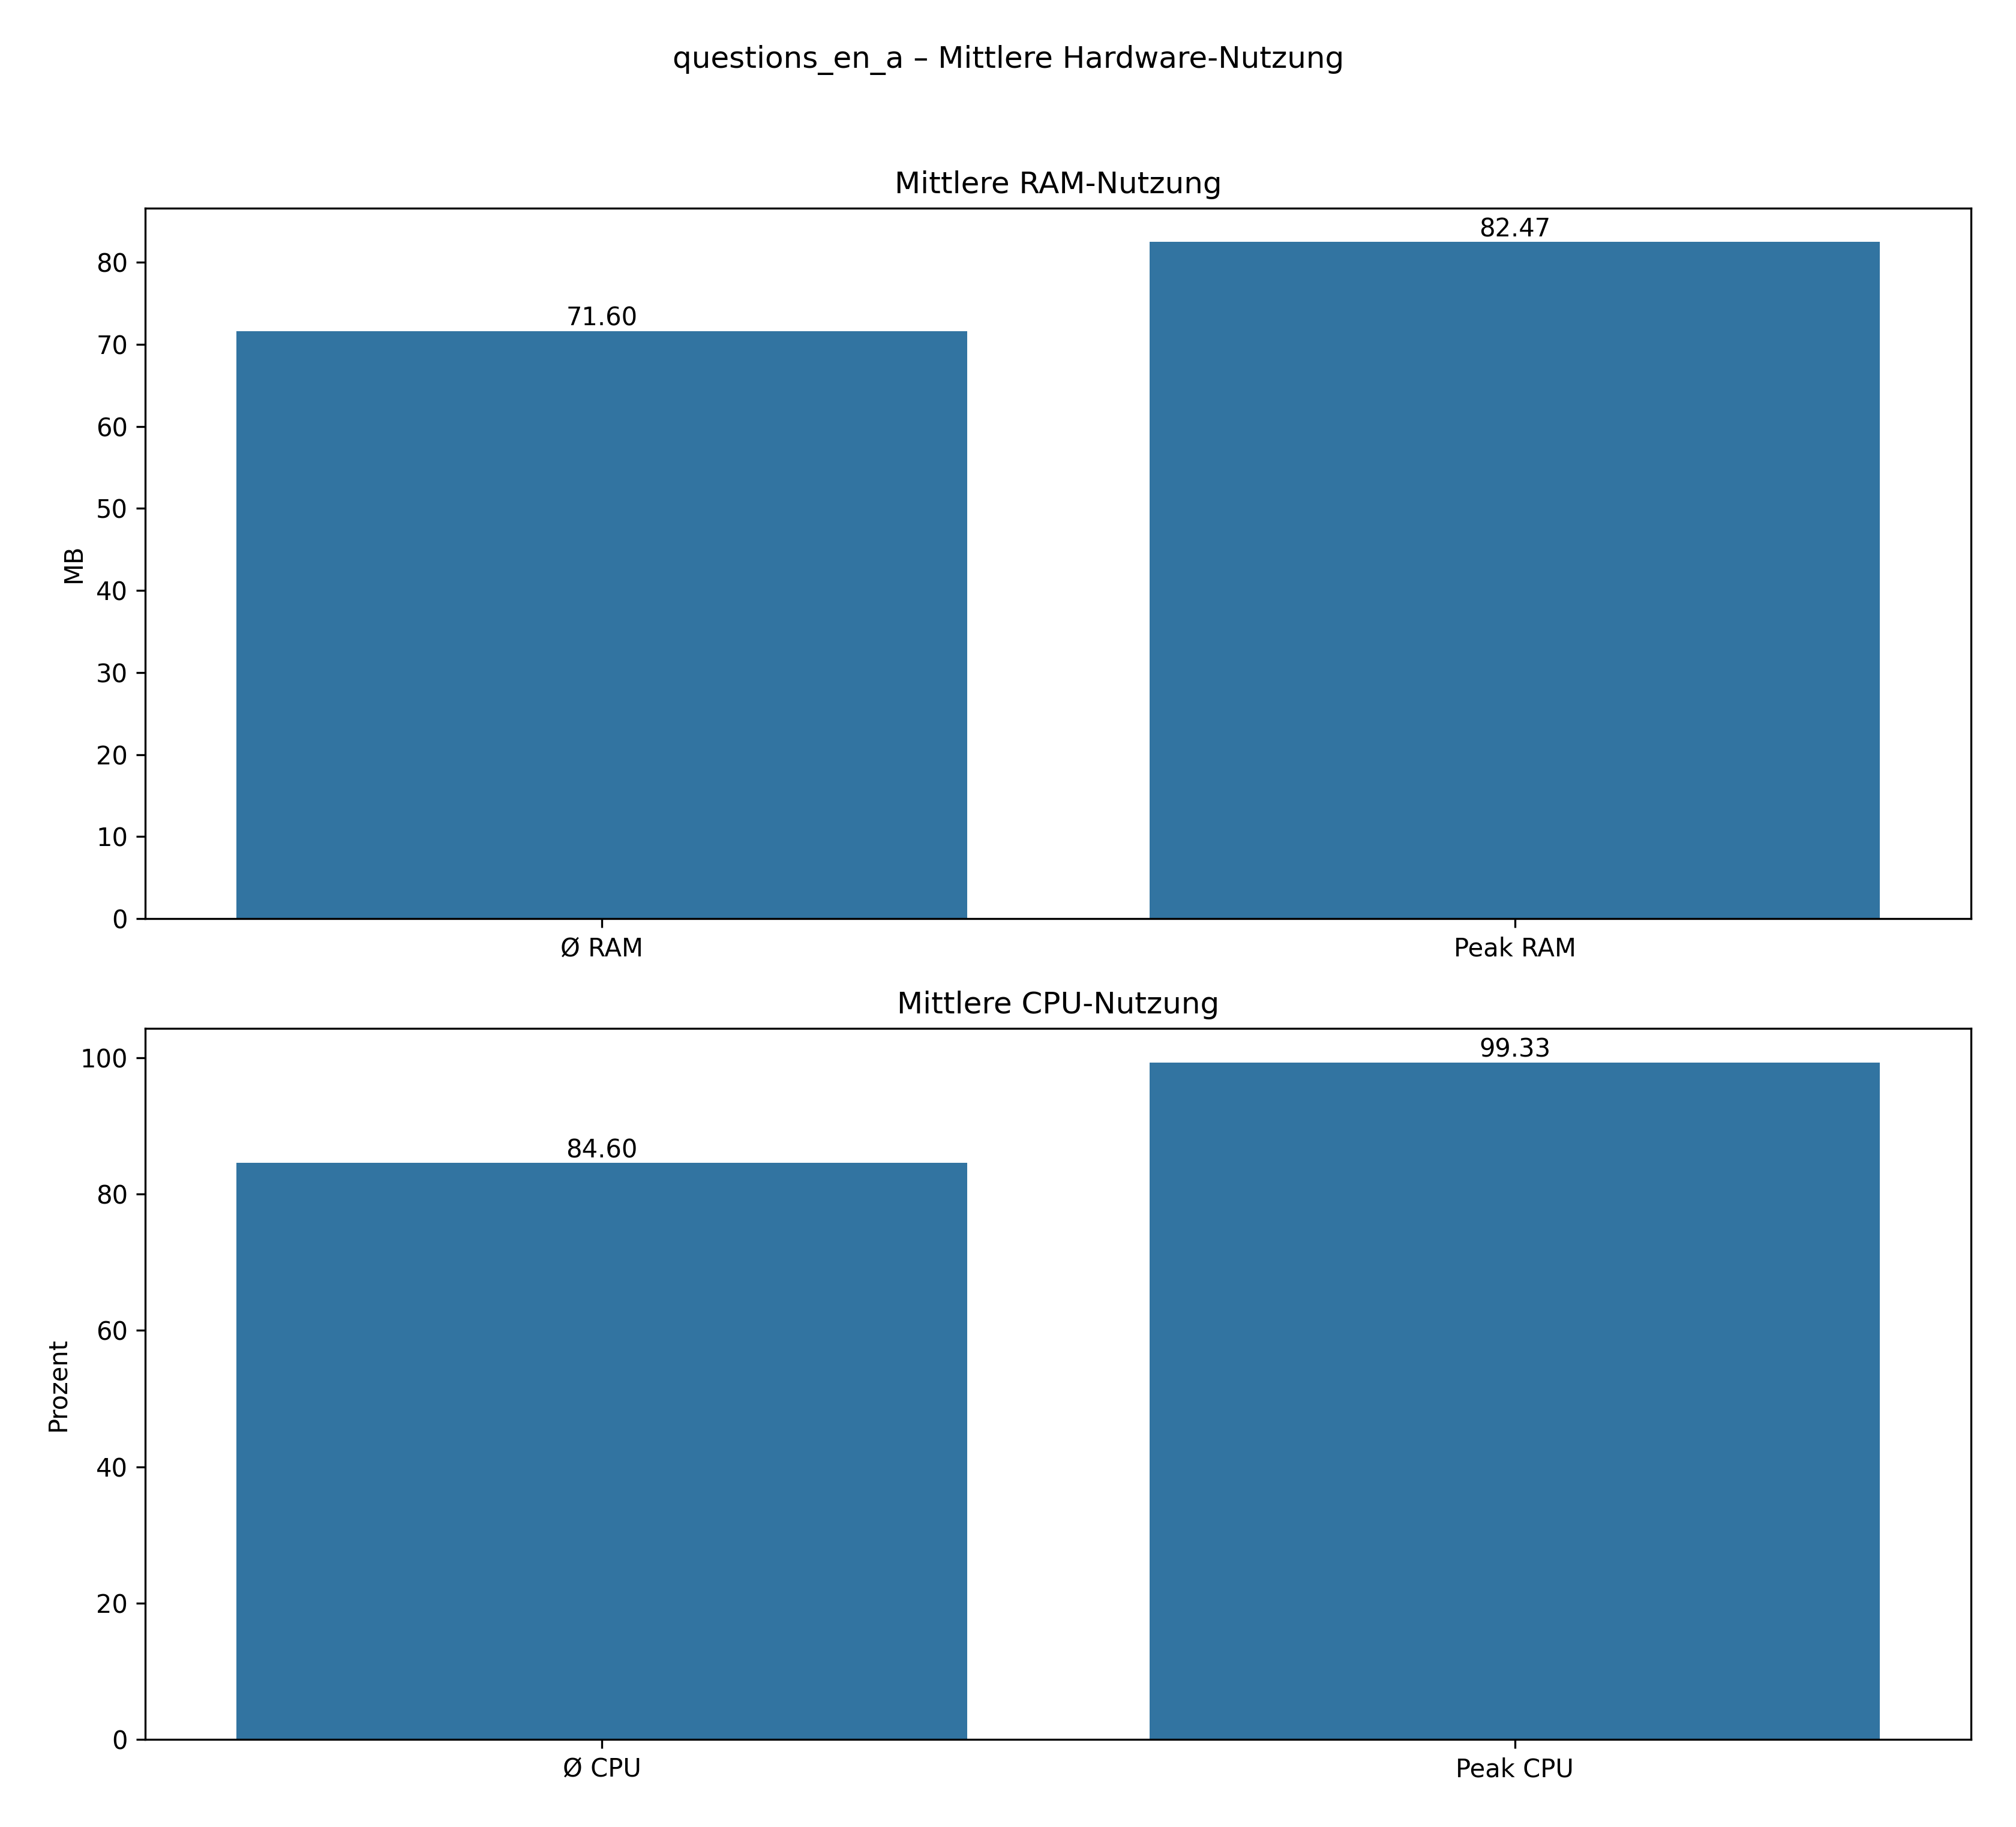 questions_en_a – Mittlere Hardware-Nutzung
Mittlere RAM-Nutzung
MB
80
70
60
50
40
30
20
10
0
71.60
82.47
Ø RAM
Peak RAM
Mittlere CPU-Nutzung
Prozent
100
80
60
40
20
0
84.60
99.33
Ø CPU
Peak CPU